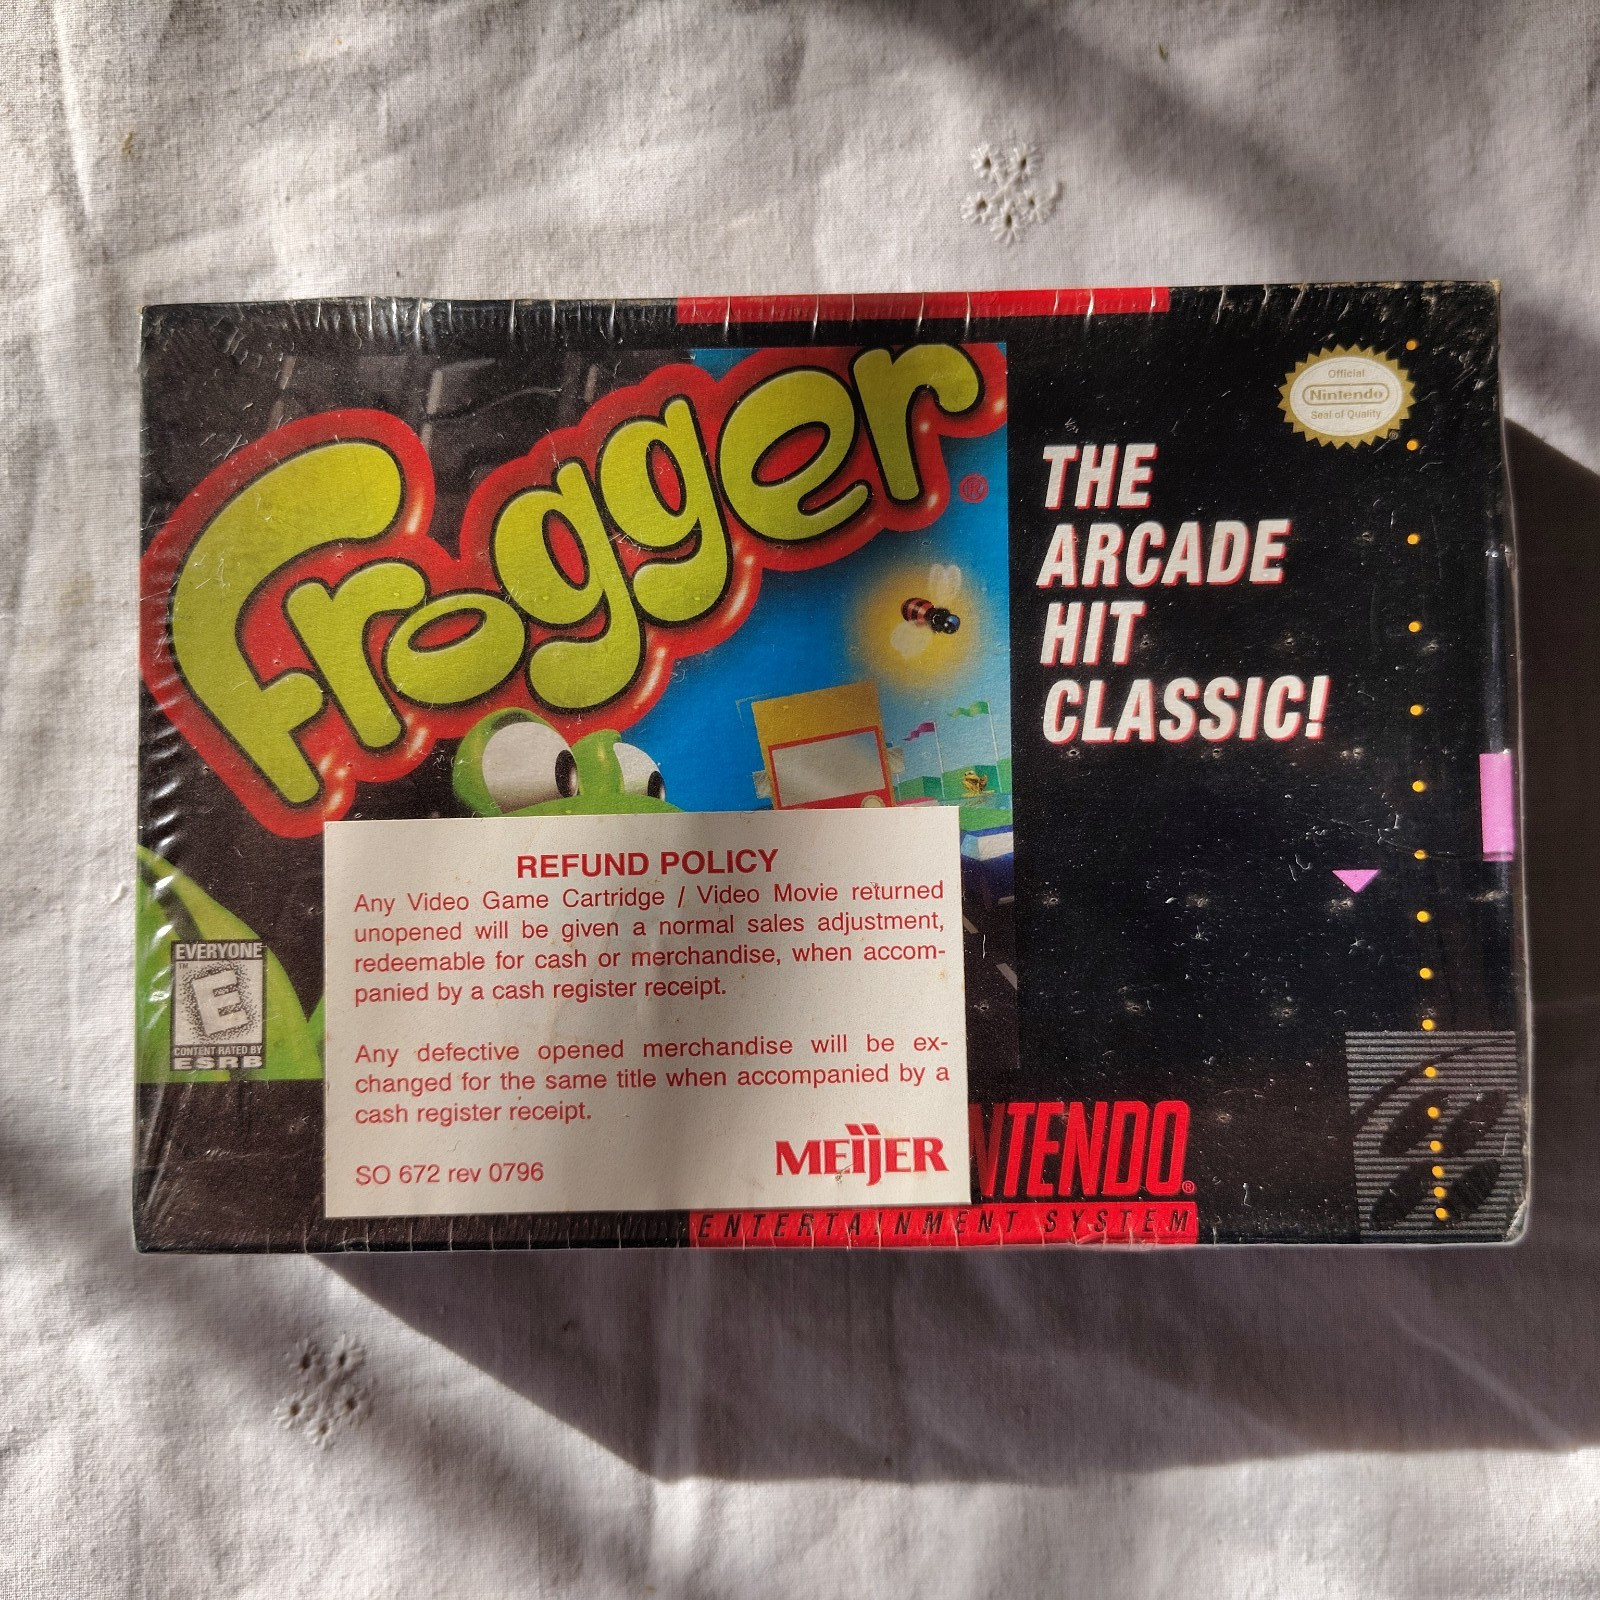 Frogger®
Official
Nintendo
Seal of Quality
®
THE
ARCADE
HIT
CLASSIC!
REFUND POLICY
Any Video Game Cartridge / Video Movie returned
unopened will be given a normal sales adjustment,
redeemable for cash or merchandise, when accom-
panied by a cash register receipt.
Any defective opened merchandise will be ex-
changed for the same title when accompanied by a
cash register receipt.
SO 672 rev 0796
MEIJER
EVERYONE
TM
E
CONTENT RATED BY
ESRB
NTENDO®
ENTERTAINMENT SYSTEM